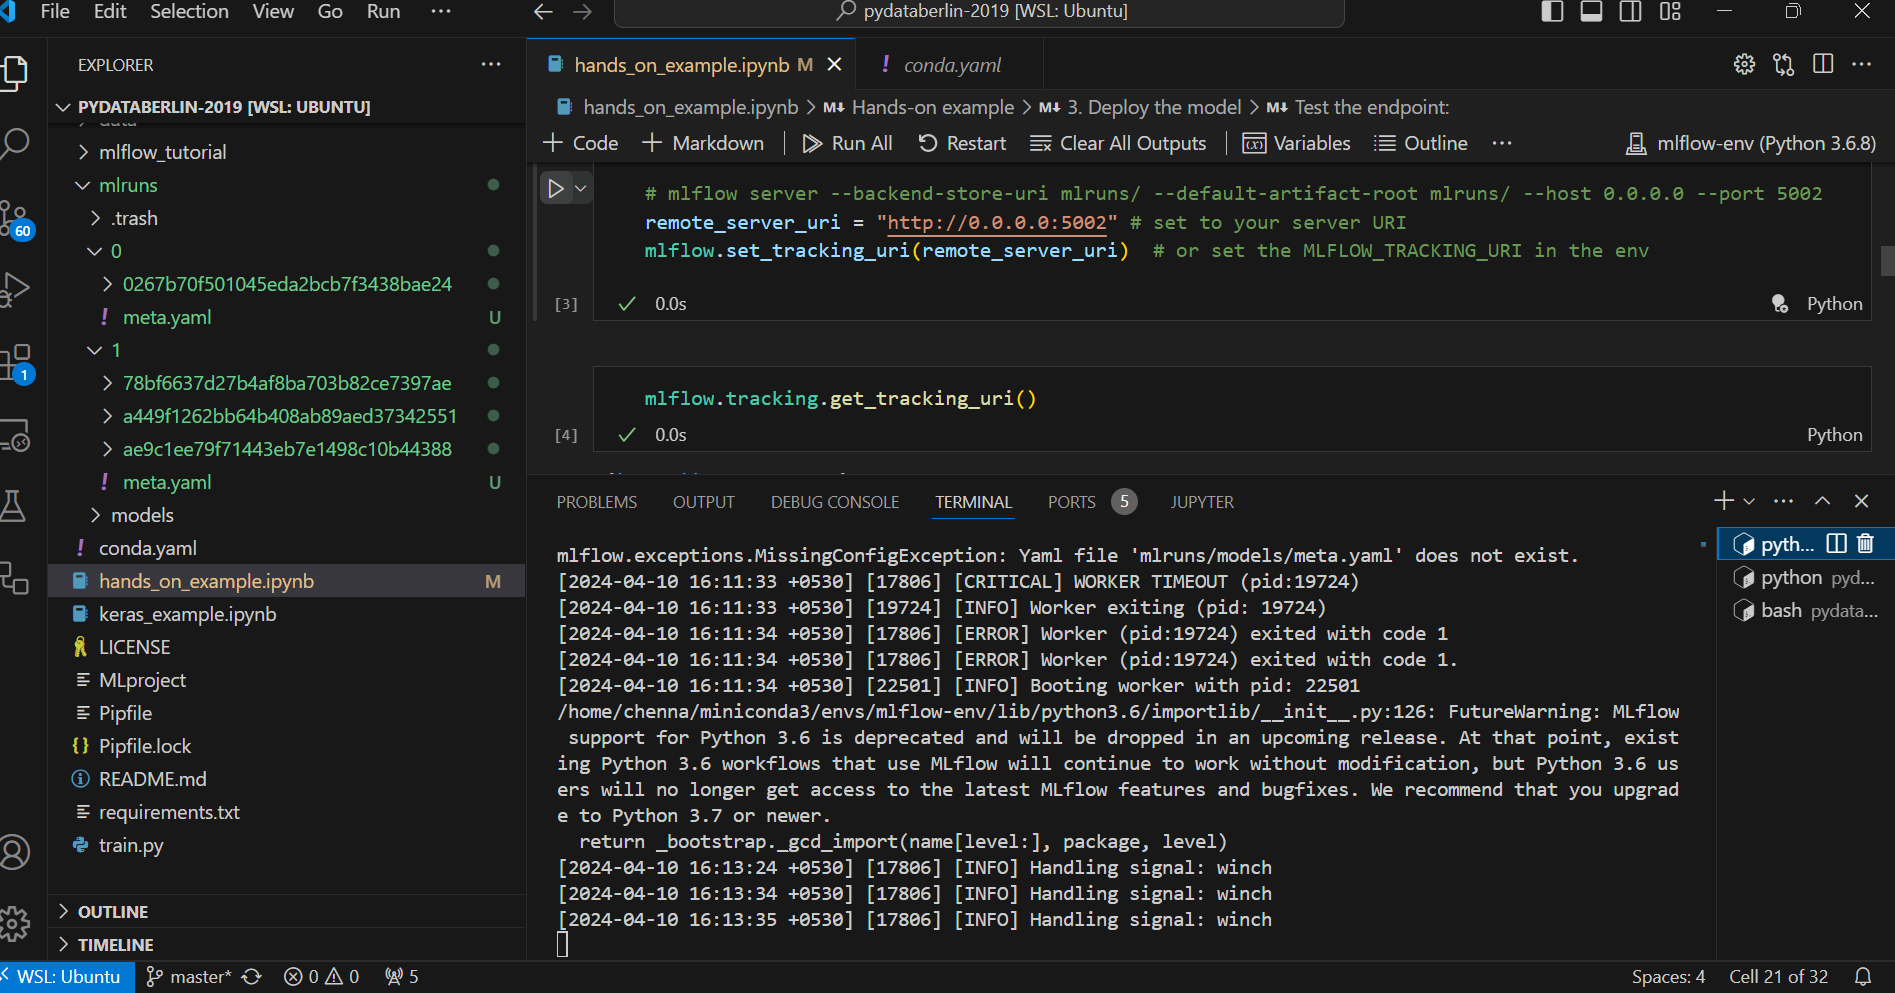 File Edit Selection View Go Run ···
pydataberlin-2019 [WSL: Ubuntu]
EXPLORER
PYDATABERLIN-2019 [WSL: UBUNTU]
mlflow_tutorial
mlruns
.trash
0
0267b70f501045eda2bcb7f3438bae24
! meta.yaml U
1
78bf6637d27b4af8ba703b82ce7397ae
a449f1262bb64b408ab89aed37342551
ae9c1ee79f71443eb7e1498c10b44388
! meta.yaml U
models
! conda.yaml
hands_on_example.ipynb M
keras_example.ipynb
LICENSE
MLproject
Pipfile
{} Pipfile.lock
README.md
requirements.txt
train.py
OUTLINE
TIMELINE
60
1
hands_on_example.ipynb M
! conda.yaml
hands_on_example.ipynb > M↓ Hands-on example > M↓ 3. Deploy the model > M↓ Test the endpoint:
+ Code + Markdown Run All Restart Clear All Outputs Variables Outline ··· mlflow-env (Python 3.6.8)
# mlflow server --backend-store-uri mlruns/ --default-artifact-root mlruns/ --host 0.0.0.0 --port 5002
remote_server_uri = "http://0.0.0.0:5002" # set to your server URI
mlflow.set_tracking_uri(remote_server_uri)  # or set the MLFLOW_TRACKING_URI in the env
[3] 0.0s Python
mlflow.tracking.get_tracking_uri()
[4] 0.0s Python
PROBLEMS OUTPUT DEBUG CONSOLE TERMINAL PORTS 5 JUPYTER
mlflow.exceptions.MissingConfigException: Yaml file 'mlruns/models/meta.yaml' does not exist.
[2024-04-10 16:11:33 +0530] [17806] [CRITICAL] WORKER TIMEOUT (pid:19724)
[2024-04-10 16:11:33 +0530] [19724] [INFO] Worker exiting (pid: 19724)
[2024-04-10 16:11:34 +0530] [17806] [ERROR] Worker (pid:19724) exited with code 1
[2024-04-10 16:11:34 +0530] [17806] [ERROR] Worker (pid:19724) exited with code 1.
[2024-04-10 16:11:34 +0530] [22501] [INFO] Booting worker with pid: 22501
/home/chenna/miniconda3/envs/mlflow-env/lib/python3.6/importlib/__init__.py:126: FutureWarning: MLflow
 support for Python 3.6 is deprecated and will be dropped in an upcoming release. At that point, exist
ing Python 3.6 workflows that use MLflow will continue to work without modification, but Python 3.6 us
ers will no longer get access to the latest MLflow features and bugfixes. We recommend that you upgrad
e to Python 3.7 or newer.
  return _bootstrap._gcd_import(name[level:], package, level)
[2024-04-10 16:13:24 +0530] [17806] [INFO] Handling signal: winch
[2024-04-10 16:13:34 +0530] [17806] [INFO] Handling signal: winch
[2024-04-10 16:13:35 +0530] [17806] [INFO] Handling signal: winch
pyth...
python pyd...
bash pydata...
WSL: Ubuntu master* 0 0 5 Spaces: 4 Cell 21 of 32